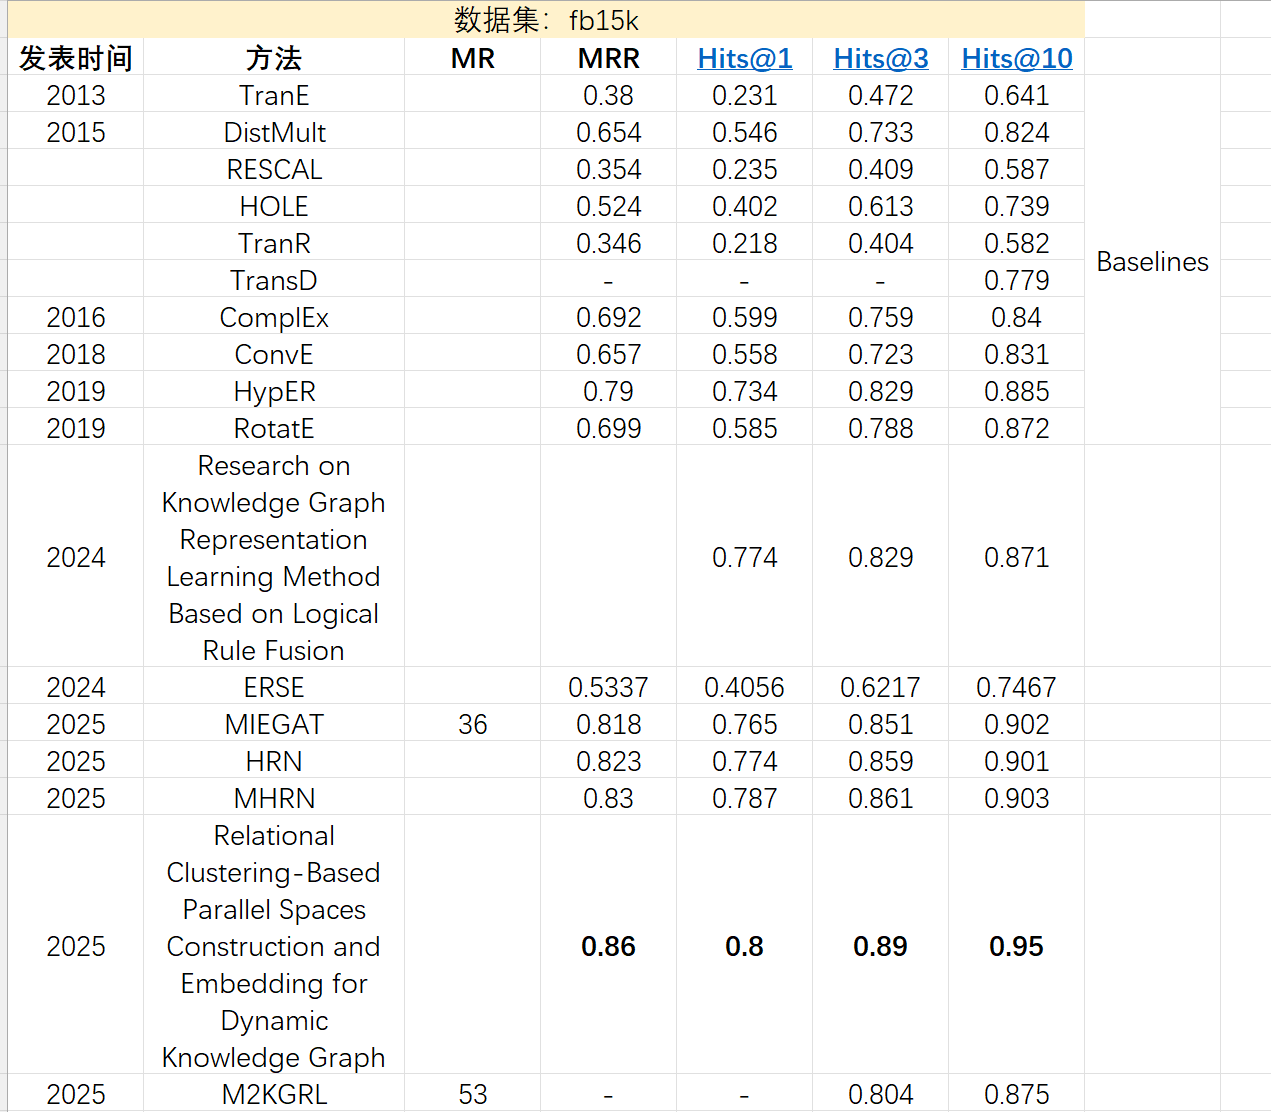 数据集：fb15k
发表时间 方法 MR MRR Hits@1 Hits@3 Hits@10
2013 TranE 0.38 0.231 0.472 0.641
2015 DistMult 0.654 0.546 0.733 0.824
RESCAL 0.354 0.235 0.409 0.587
HOLE 0.524 0.402 0.613 0.739
TranR 0.346 0.218 0.404 0.582
Baselines
TransD - - - 0.779
2016 ComplEx 0.692 0.599 0.759 0.84
2018 ConvE 0.657 0.558 0.723 0.831
2019 HypER 0.79 0.734 0.829 0.885
2019 RotatE 0.699 0.585 0.788 0.872
Research on
Knowledge Graph
Representation
2024 Learning Method 0.774 0.829 0.871
Based on Logical
Rule Fusion
2024 ERSE 0.5337 0.4056 0.6217 0.7467
2025 MIEGAT 36 0.818 0.765 0.851 0.902
2025 HRN 0.823 0.774 0.859 0.901
2025 MHRN 0.83 0.787 0.861 0.903
Relational
Clustering-Based
Parallel Spaces
2025 Construction and 0.86 0.8 0.89 0.95
Embedding for
Dynamic
Knowledge Graph
2025 M2KGRL 53 - - 0.804 0.875